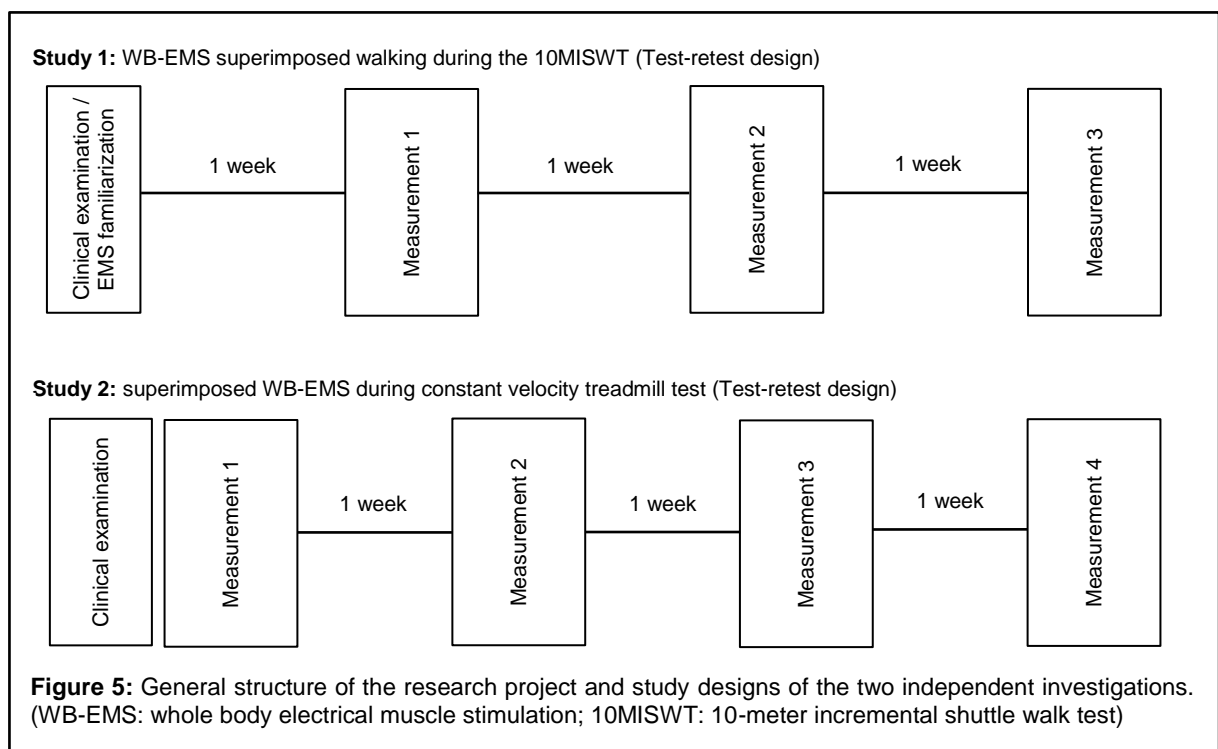 Study 1: WB-EMS superimposed walking during the 10MISWT (Test-retest design)
Clinical examination /
EMS familiarization
1 week
Measurement 1
1 week
Measurement 2
1 week
Measurement 3
Study 2: superimposed WB-EMS during constant velocity treadmill test (Test-retest design)
Clinical examination
Measurement 1
1 week
Measurement 2
1 week
Measurement 3
1 week
Measurement 4
Figure 5: General structure of the research project and study designs of the two independent investigations.
(WB-EMS: whole body electrical muscle stimulation; 10MISWT: 10-meter incremental shuttle walk test)